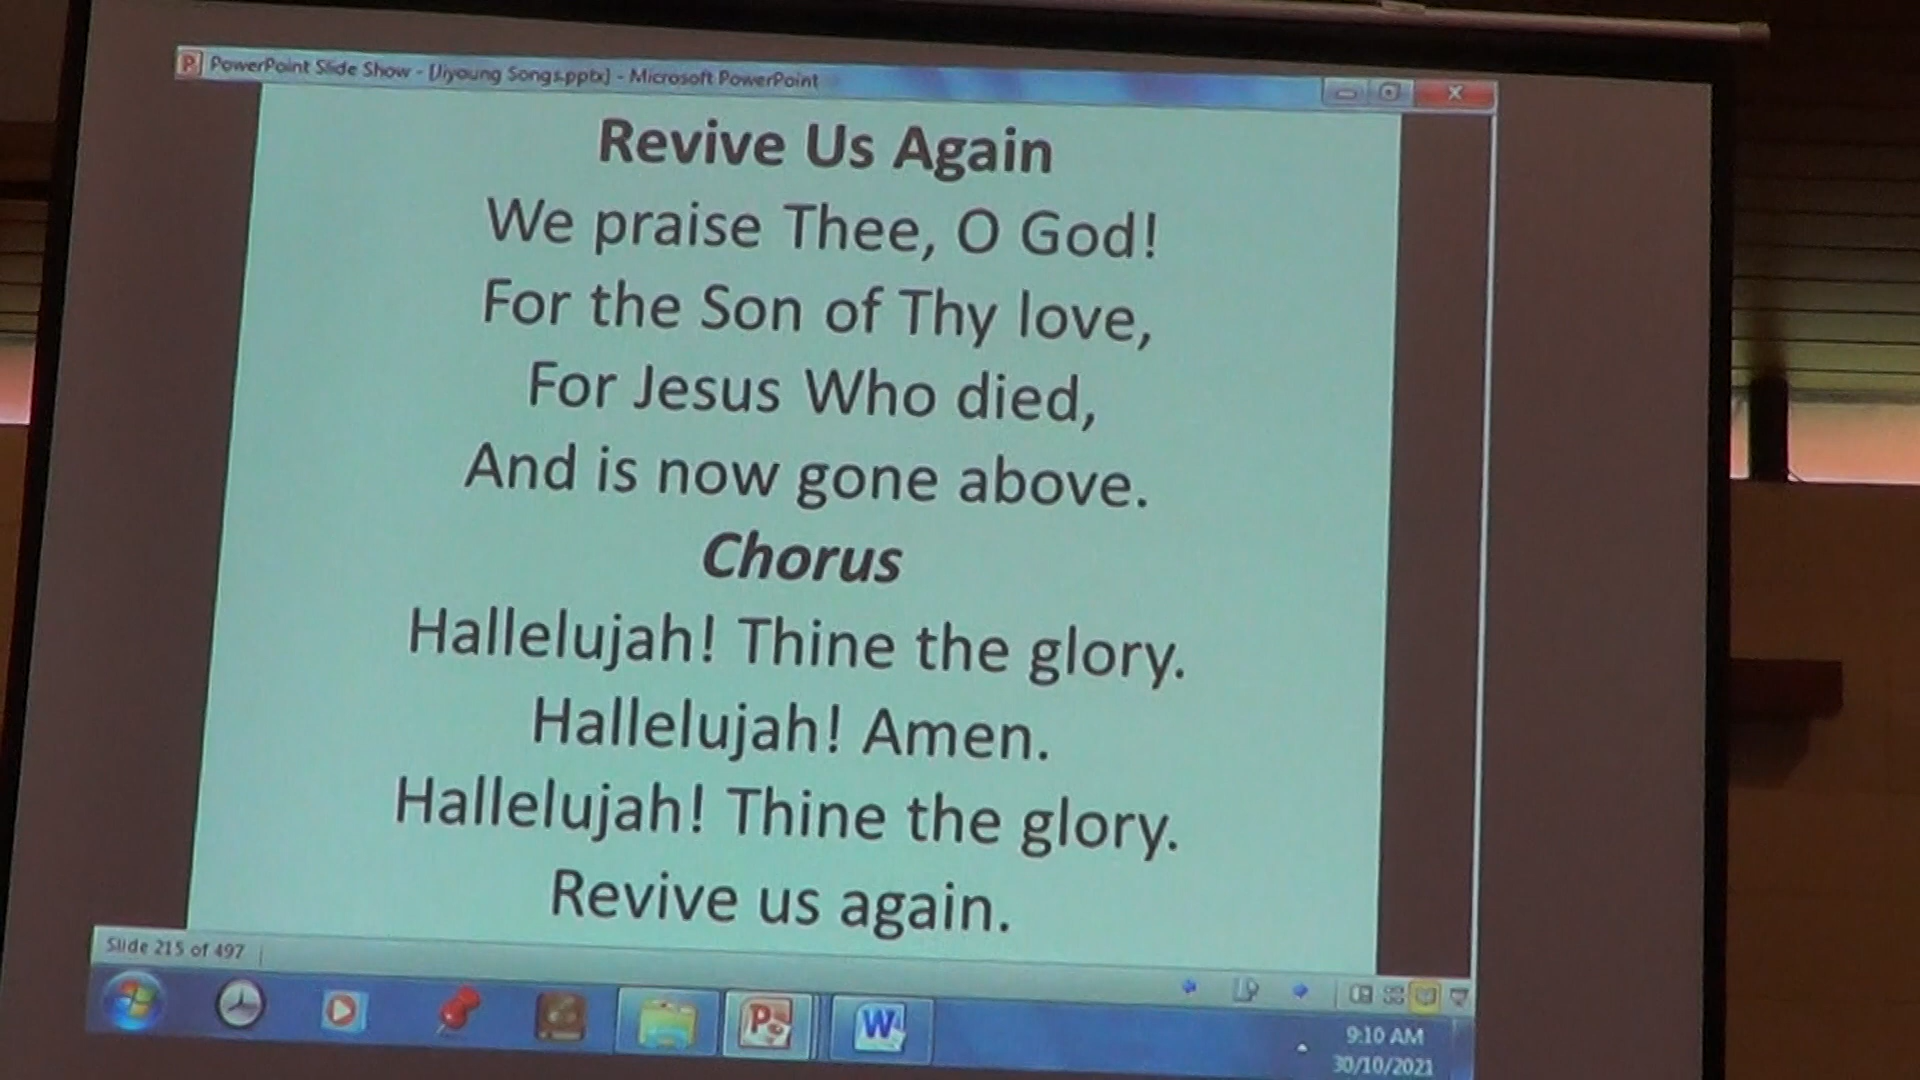 PowerPoint Slide Show - [Jiyoung Songs.pptx] - Microsoft PowerPoint
Revive Us Again
We praise Thee, O God!
For the Son of Thy love,
For Jesus Who died,
And is now gone above.
Chorus
Hallelujah! Thine the glory.
Hallelujah! Amen.
Hallelujah! Thine the glory.
Revive us again.
Slide 215 of 497
9:10 AM
30/10/2021